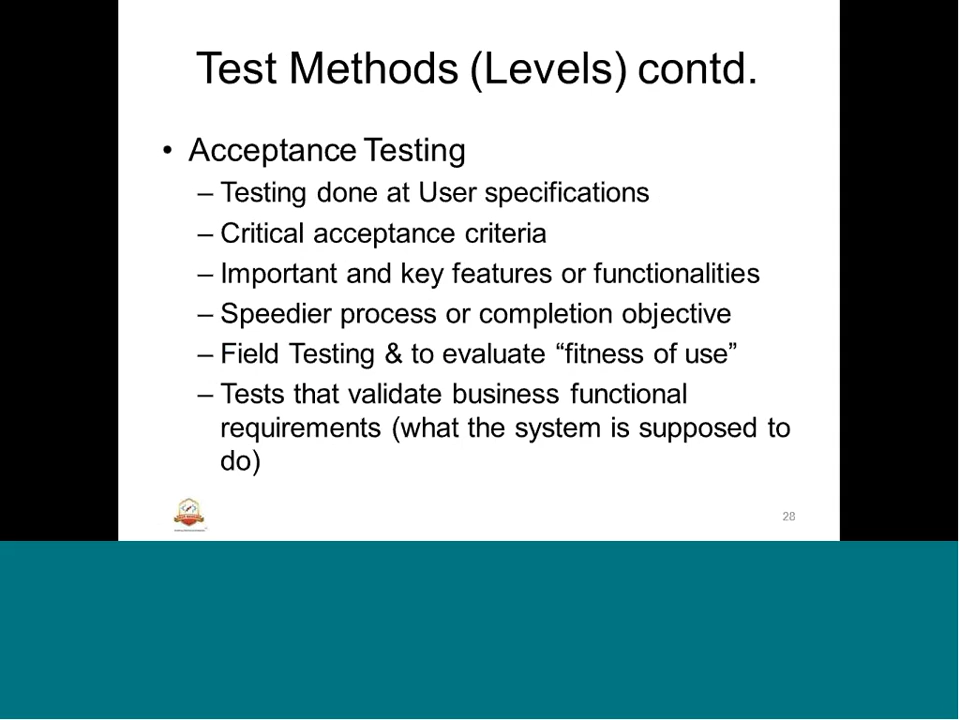 Test Methods (Levels) contd.
• Acceptance Testing
– Testing done at User specifications
– Critical acceptance criteria
– Important and key features or functionalities
– Speedier process or completion objective
– Field Testing & to evaluate “fitness of use”
– Tests that validate business functional
requirements (what the system is supposed to
do)
28